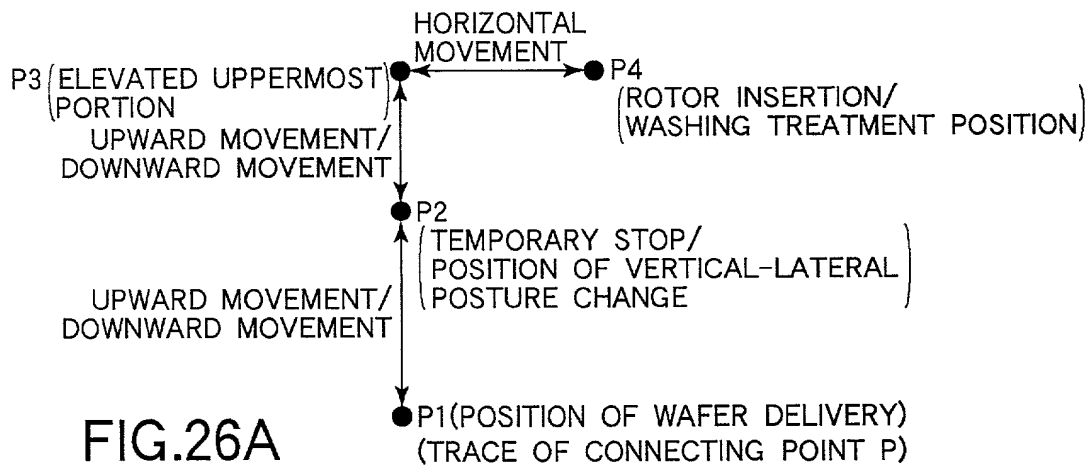 HORIZONTAL
MOVEMENT
P3(ELEVATED UPPERMOST)
PORTION
P4
(ROTOR INSERTION/
WASHING TREATMENT POSITION)
UPWARD MOVEMENT/
DOWNWARD MOVEMENT
P2
(TEMPORARY STOP/
POSITION OF VERTICAL-LATERAL
POSTURE CHANGE)
UPWARD MOVEMENT/
DOWNWARD MOVEMENT
P1(POSITION OF WAFER DELIVERY)
(TRACE OF CONNECTING POINT P)
FIG.26A